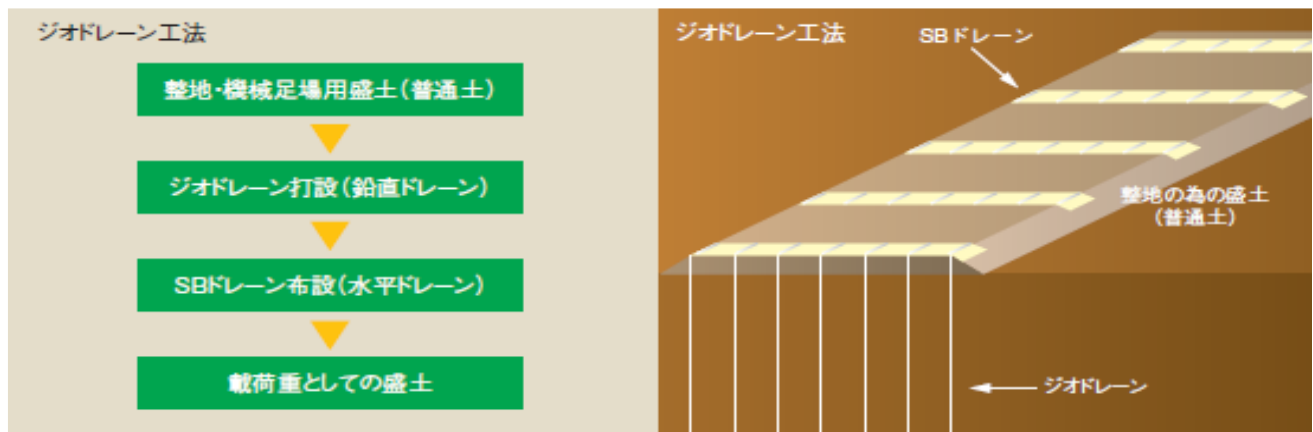 ジオドレーン工法
整地・機械足場用盛土(普通土)
ジオドレーン打設(鉛直ドレーン)
SBドレーン布設(水平ドレーン)
載荷重としての盛土
ジオドレーン工法
SBドレーン
整地の為の盛土
(普通土)
ジオドレーン